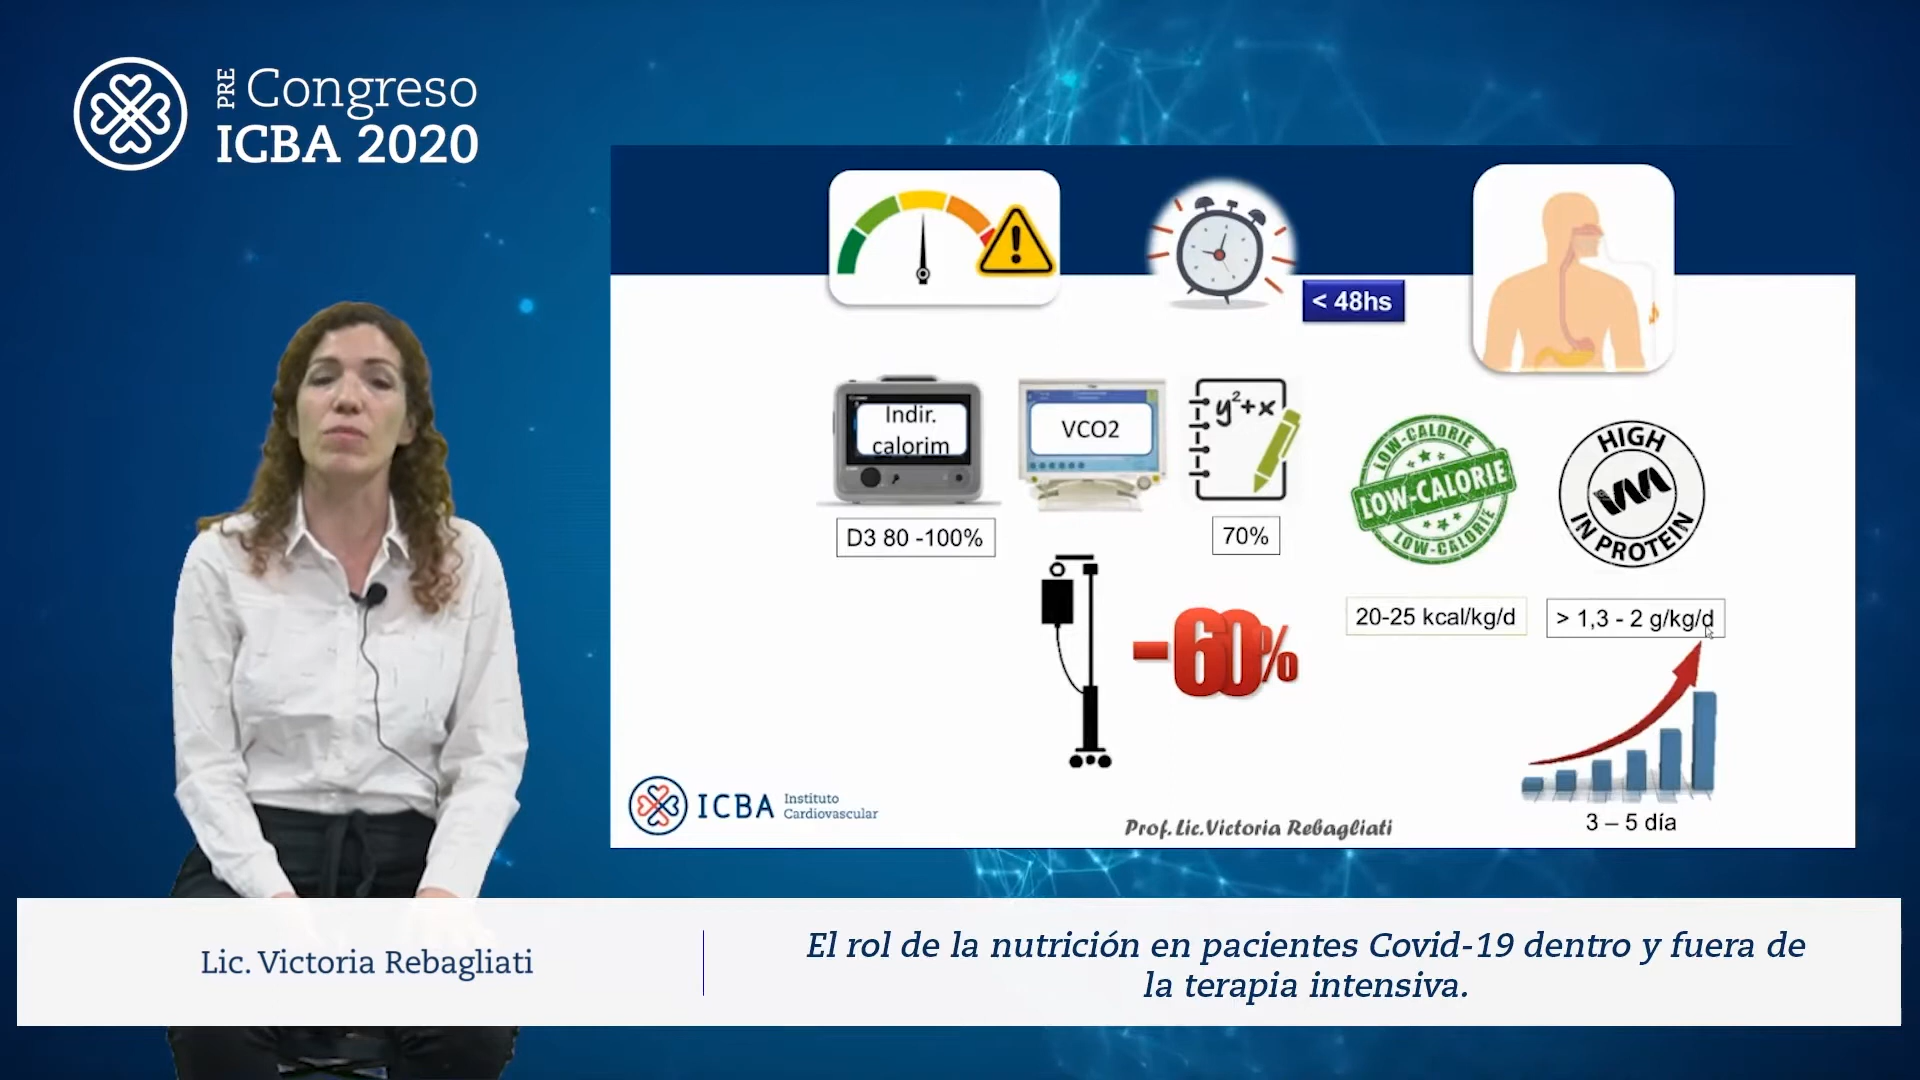 PRE
Congreso
ICBA 2020
< 48hs
Indir.
calorim
VCO2
y²+x
D3 80 -100%
70%
LOW-CALORIE
LOW-CALORIE
LOW-CALORIE
HIGH
IN PROTEIN
20-25 kcal/kg/d
> 1,3 - 2 g/kg/d
-60%
3 – 5 día
ICBA
Instituto
Cardiovascular
Prof. Lic. Victoria Rebagliati
Lic. Victoria Rebagliati
El rol de la nutrición en pacientes Covid-19 dentro y fuera de
la terapia intensiva.